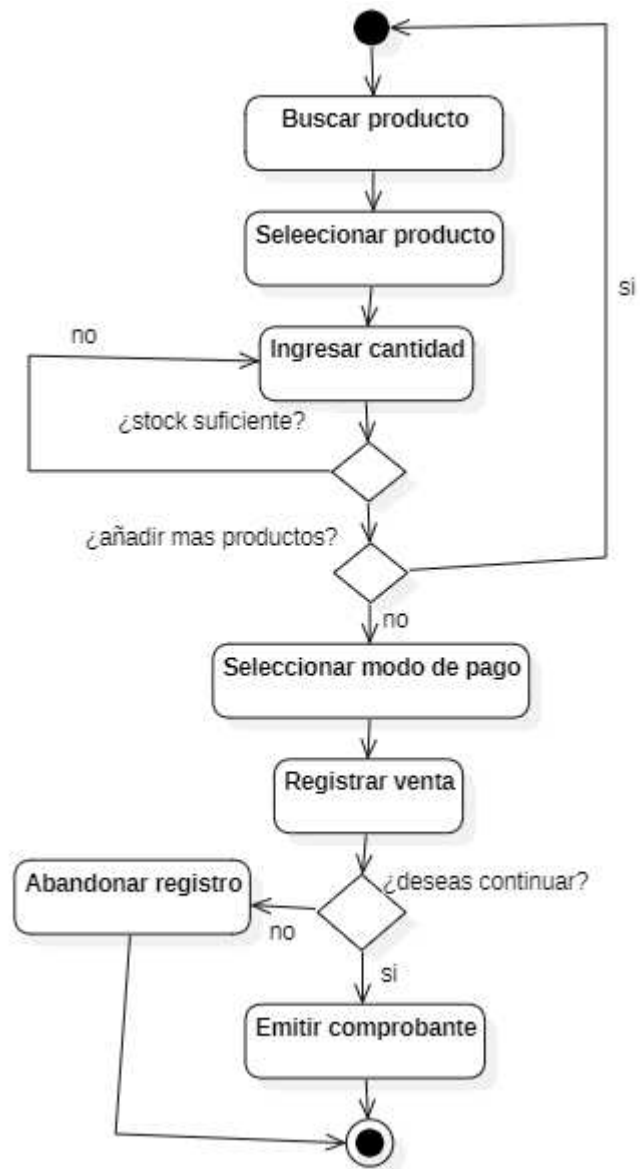 Buscar producto
Seleecionar producto
si
no
Ingresar cantidad
¿stock suficiente?
¿añadir mas productos?
no
Seleccionar modo de pago
Registrar venta
Abandonar registro
¿deseas continuar?
no
si
Emitir comprobante